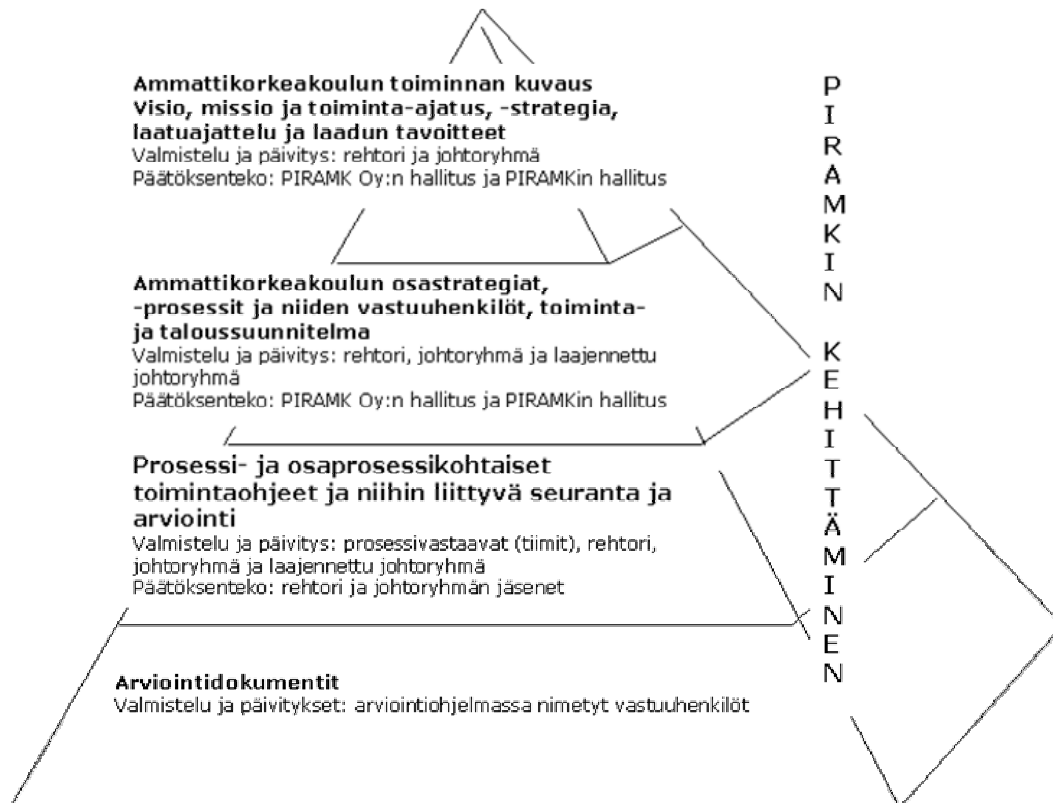 Ammattikorkeakoulun toiminnan kuvaus
Visio, missio ja toiminta-ajatus, -strategia,
laatuajattelu ja laadun tavoitteet
Valmistelu ja päivitys: rehtori ja johtoryhmä
Päätöksenteko: PIRAMK Oy:n hallitus ja PIRAMKin hallitus
Ammattikorkeakoulun osastrategiat,
-prosessit ja niiden vastuuhenkilöt, toiminta-
ja taloussuunnitelma
Valmistelu ja päivitys: rehtori, johtoryhmä ja laajennettu
johtoryhmä
Päätöksenteko: PIRAMK Oy:n hallitus ja PIRAMKin hallitus
Prosessi- ja osaprosessikohtaiset
toimintaohjeet ja niihin liittyvä seuranta ja
arviointi
Valmistelu ja päivitys: prosessivastaavat (tiimit), rehtori,
johtoryhmä ja laajennettu johtoryhmä
Päätöksenteko: rehtori ja johtoryhmän jäsenet
Arviointidokumentit
Valmistelu ja päivitykset: arviointiohjelmassa nimetyt vastuuhenkilöt
PIRAMKIN KEHITTÄMINEN